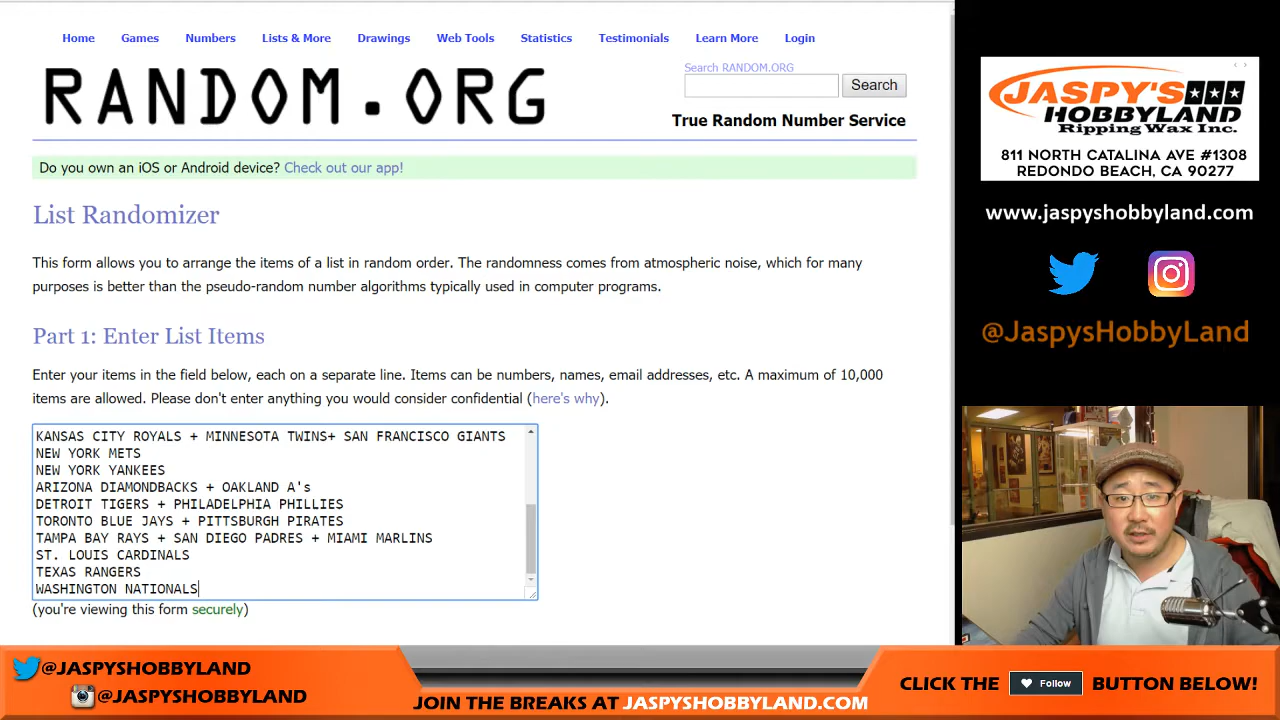 Home Games Numbers Lists & More Drawings Web Tools Statistics Testimonials Learn More Login
RANDOM.ORG
Search RANDOM.ORG
Search
True Random Number Service
Do you own an iOS or Android device? Check out our app!
List Randomizer
This form allows you to arrange the items of a list in random order. The randomness comes from atmospheric noise, which for many
purposes is better than the pseudo-random number algorithms typically used in computer programs.
Part 1: Enter List Items
Enter your items in the field below, each on a separate line. Items can be numbers, names, email addresses, etc. A maximum of 10,000
items are allowed. Please don't enter anything you would consider confidential (here's why).
KANSAS CITY ROYALS + MINNESOTA TWINS+ SAN FRANCISCO GIANTS
NEW YORK METS
NEW YORK YANKEES
ARIZONA DIAMONDBACKS + OAKLAND A's
DETROIT TIGERS + PHILADELPHIA PHILLIES
TORONTO BLUE JAYS + PITTSBURGH PIRATES
TAMPA BAY RAYS + SAN DIEGO PADRES + MIAMI MARLINS
ST. LOUIS CARDINALS
TEXAS RANGERS
WASHINGTON NATIONALS
(you're viewing this form securely)
JASPY'S
HOBBYLAND
Ripping Wax Inc.
811 NORTH CATALINA AVE #1308
REDONDO BEACH, CA 90277
www.jaspyshobbyland.com
@JaspysHobbyLand
@JASPYSHOBBYLAND
@JASPYSHOBBYLAND
JOIN THE BREAKS AT JASPYSHOBBYLAND.COM
CLICK THE Follow BUTTON BELOW!